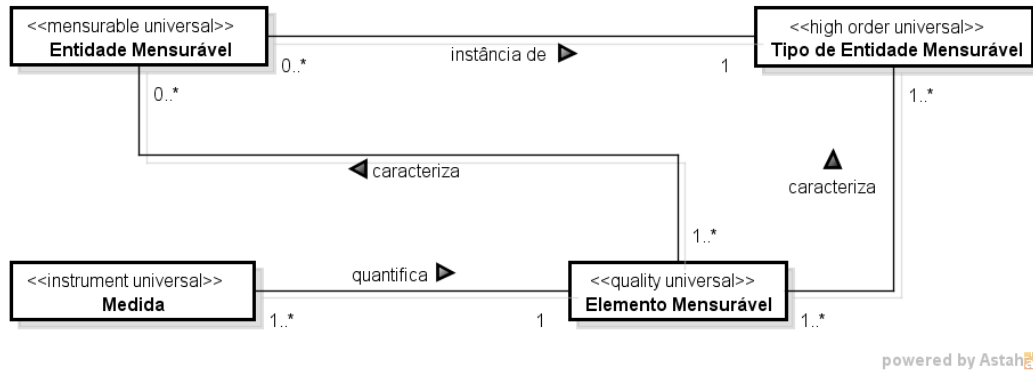 <<mensurable universal>>
Entidade Mensurável
<<high order universal>>
Tipo de Entidade Mensurável
0..*
instância de
1
0..*
1..*
caracteriza
caracteriza
1..*
<<instrument universal>>
Medida
quantifica
<<quality universal>>
Elemento Mensurável
1..*
1
1..*
powered by Astah